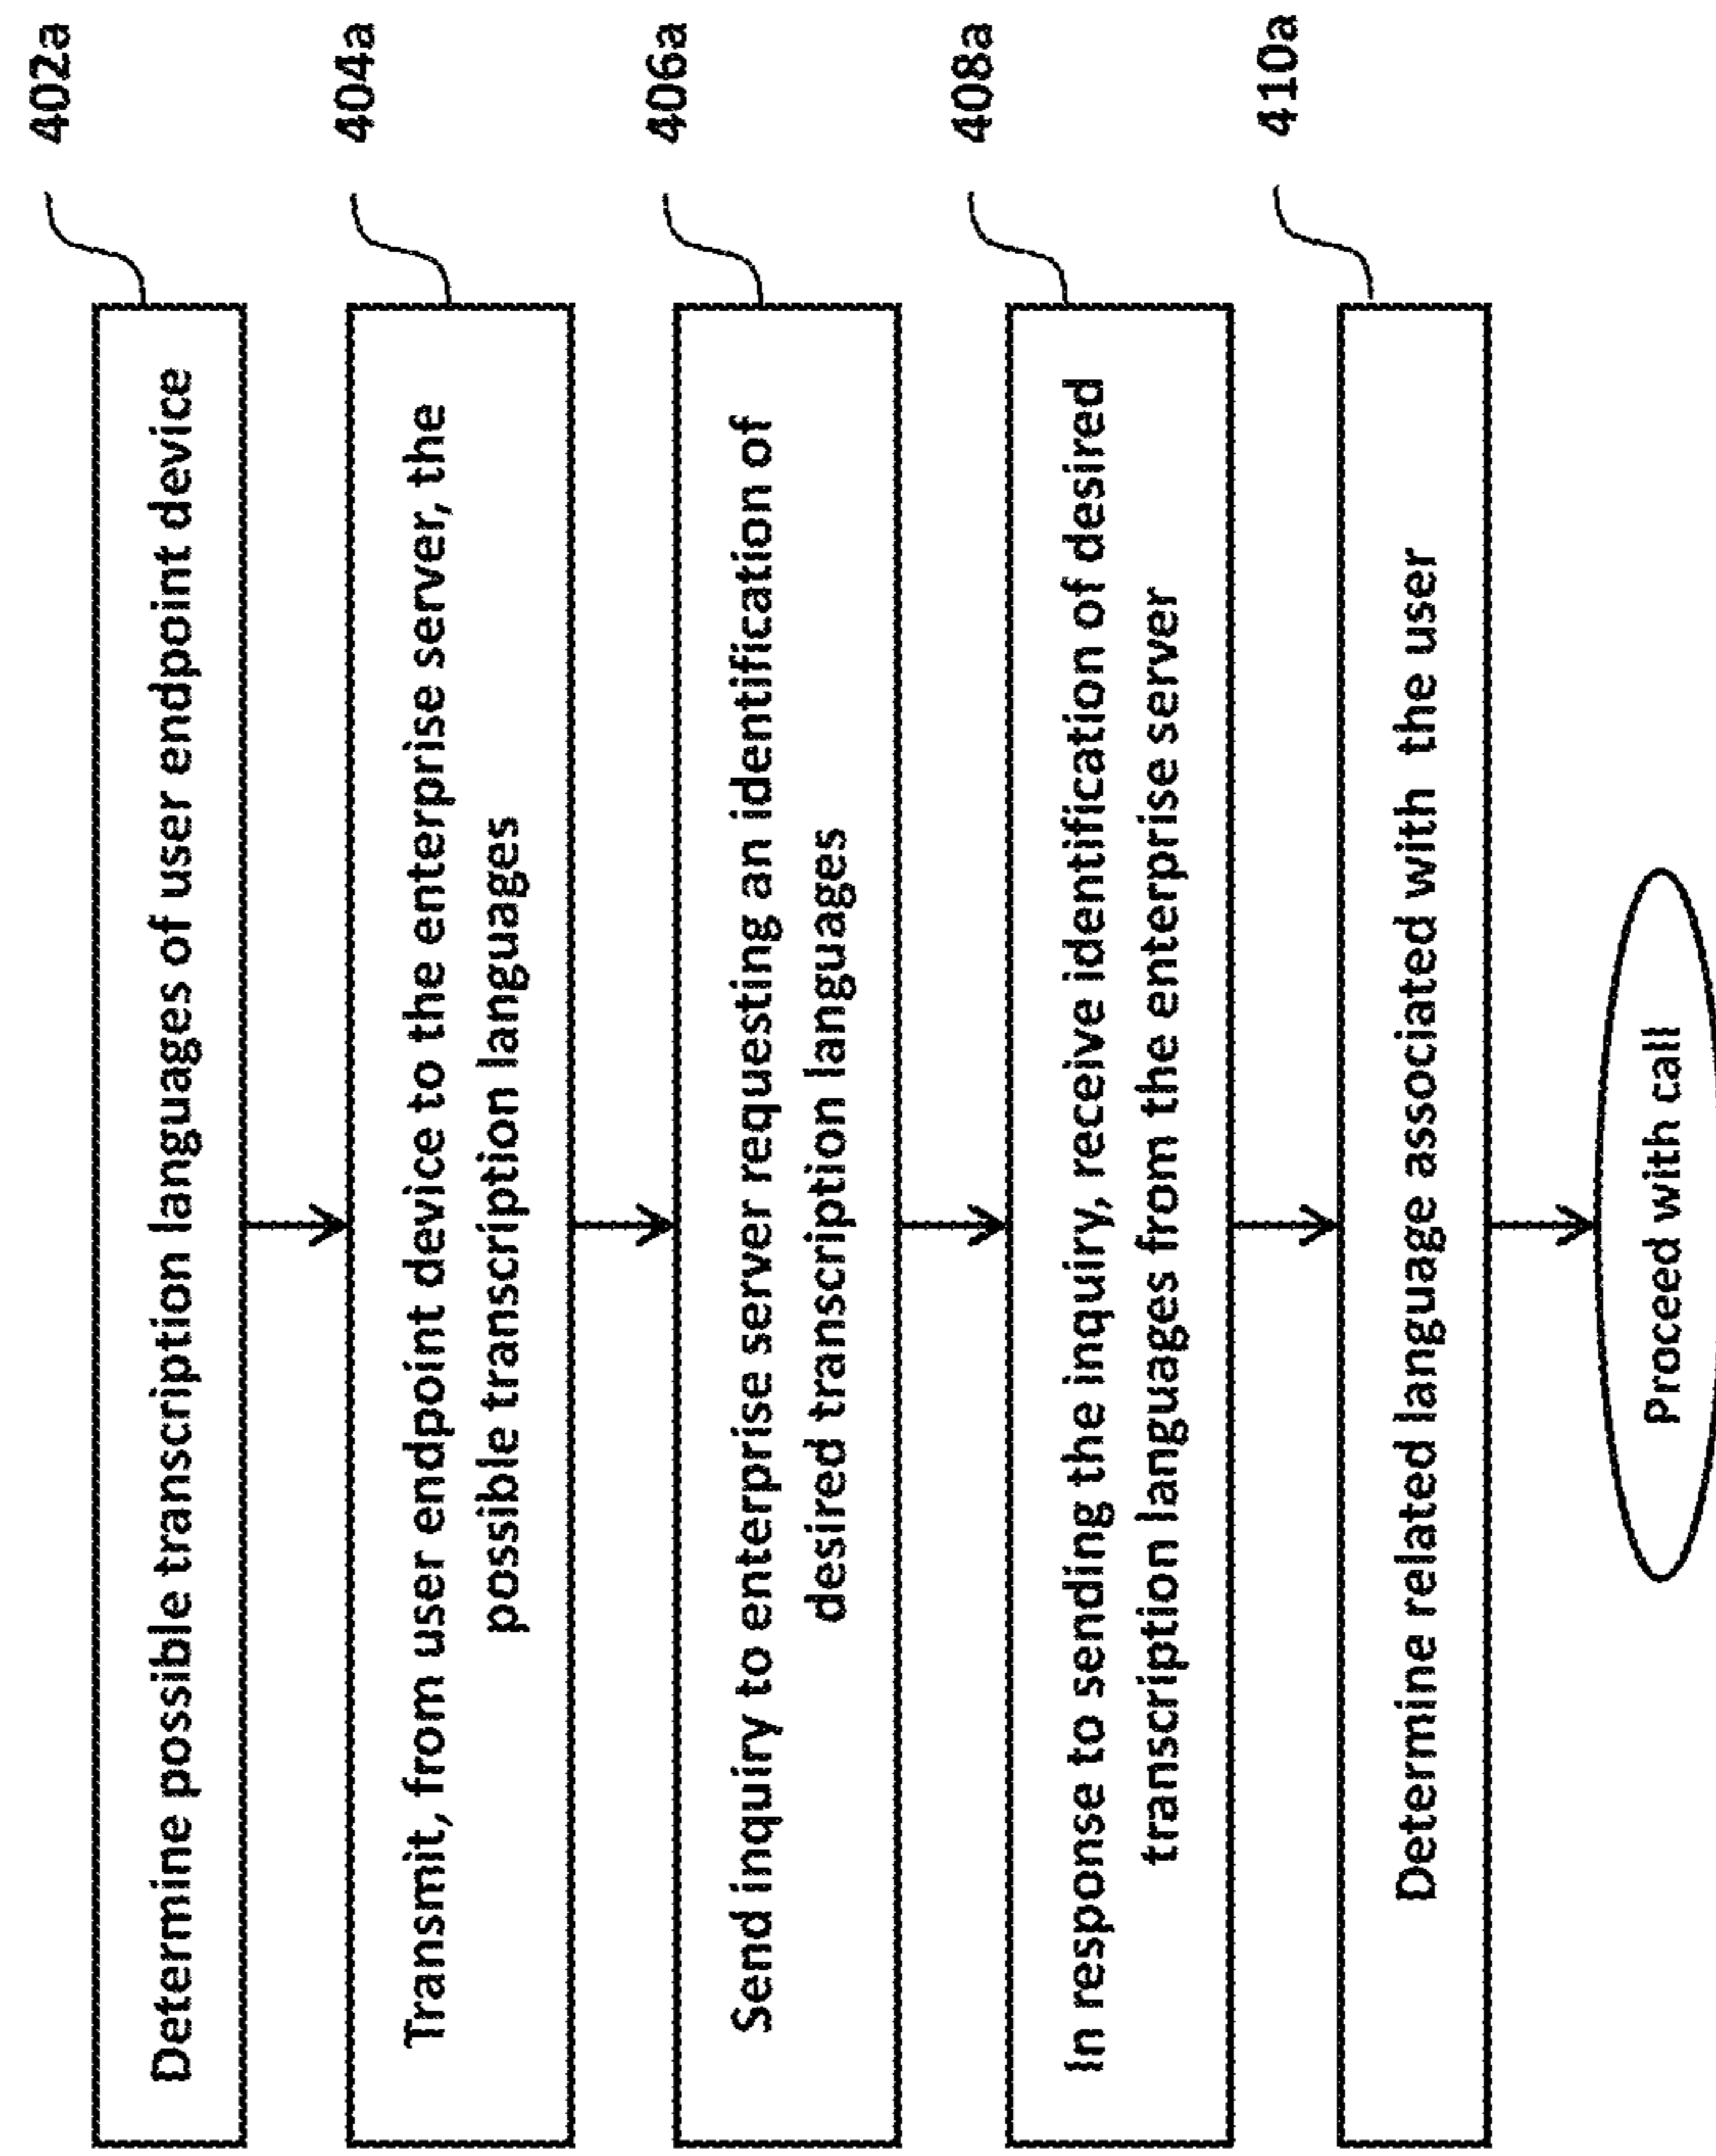 402a
Determine possible transcription languages of user endpoint device
404a
Transmit, from user endpoint device to the enterprise server, the
possible transcription languages
406a
Send inquiry to enterprise server requesting an identification of
desired transcription languages
408a
In response to sending the inquiry, receive identification of desired
transcription languages from the enterprise server
410a
Determine related language associated with the user
Proceed with call